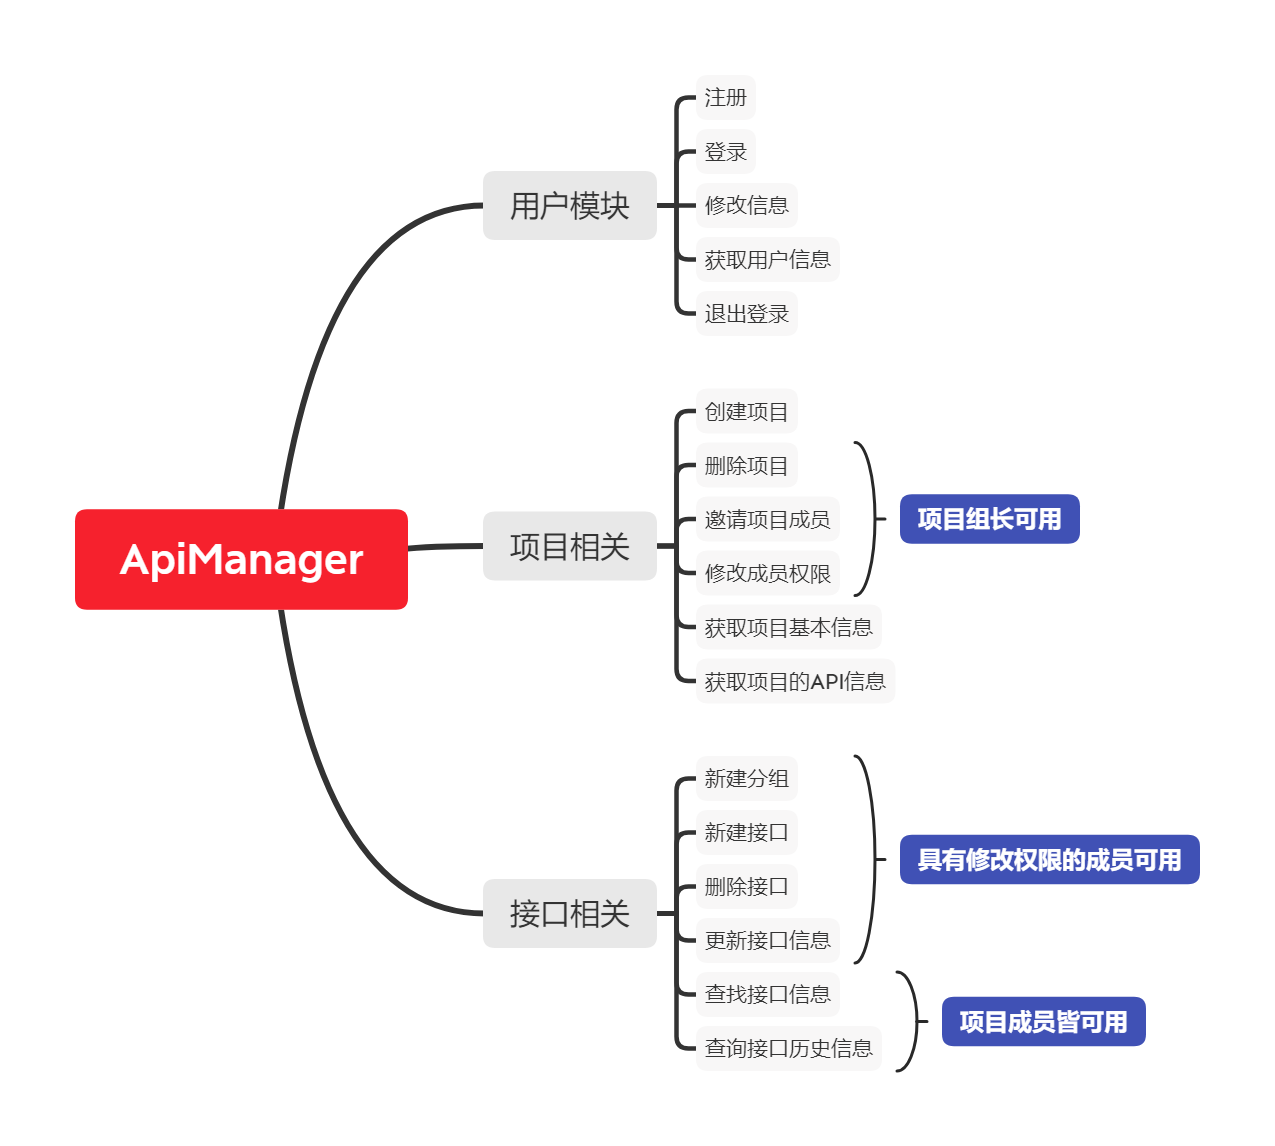 ApiManager
用户模块
注册
登录
修改信息
获取用户信息
退出登录
项目相关
创建项目
删除项目
邀请项目成员
修改成员权限
项目组长可用
获取项目基本信息
获取项目的API信息
接口相关
新建分组
新建接口
删除接口
更新接口信息
具有修改权限的成员可用
查找接口信息
查询接口历史信息
项目成员皆可用